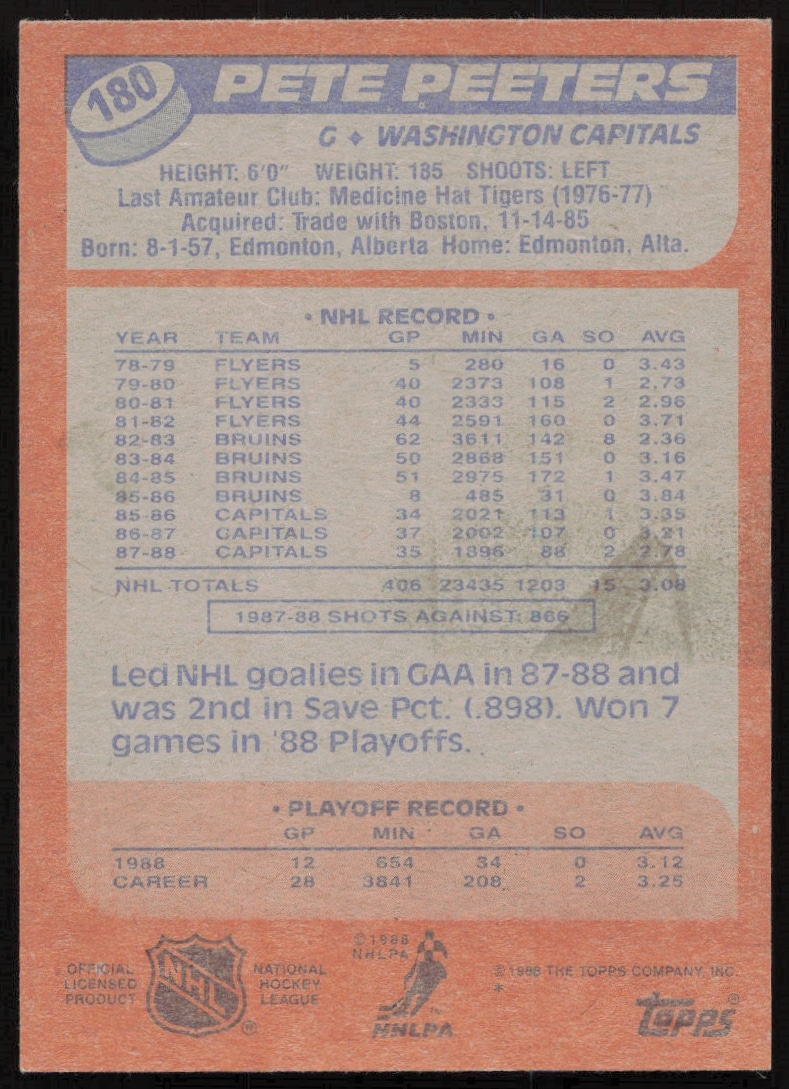 180
PETE PEETERS
G ♦ WASHINGTON CAPITALS
HEIGHT: 6'0" WEIGHT: 185 SHOOTS: LEFT
Last Amateur Club: Medicine Hat Tigers (1976-77)
Acquired: Trade with Boston, 11-14-85
Born: 8-1-57, Edmonton, Alberta Home: Edmonton, Alta.
• NHL RECORD •
YEAR TEAM GP MIN GA SO AVG
78-79 FLYERS 5 280 16 0 3.43
79-80 FLYERS 40 2373 108 1 2.73
80-81 FLYERS 40 2333 115 2 2.96
81-82 FLYERS 44 2591 160 0 3.71
82-83 BRUINS 62 3611 142 8 2.36
83-84 BRUINS 50 2868 151 0 3.16
84-85 BRUINS 51 2975 172 1 3.47
85-86 BRUINS 8 485 31 0 3.84
85-86 CAPITALS 34 2021 113 1 3.35
86-87 CAPITALS 37 2002 107 0 3.21
87-88 CAPITALS 35 1896 88 2 2.78
NHL TOTALS 406 23435 1203 15 3.08
1987-88 SHOTS AGAINST: 866
Led NHL goalies in GAA in 87-88 and
was 2nd in Save Pct. (.898). Won 7
games in '88 Playoffs.
• PLAYOFF RECORD •
GP MIN GA SO AVG
1988 12 654 34 0 3.12
CAREER 28 3841 208 2 3.25
OFFICIAL
LICENSED
PRODUCT
NHL ®
NATIONAL
HOCKEY
LEAGUE
©1988
NHLPA
NHLPA
©1988 THE TOPPS COMPANY, INC.
*
Topps ®